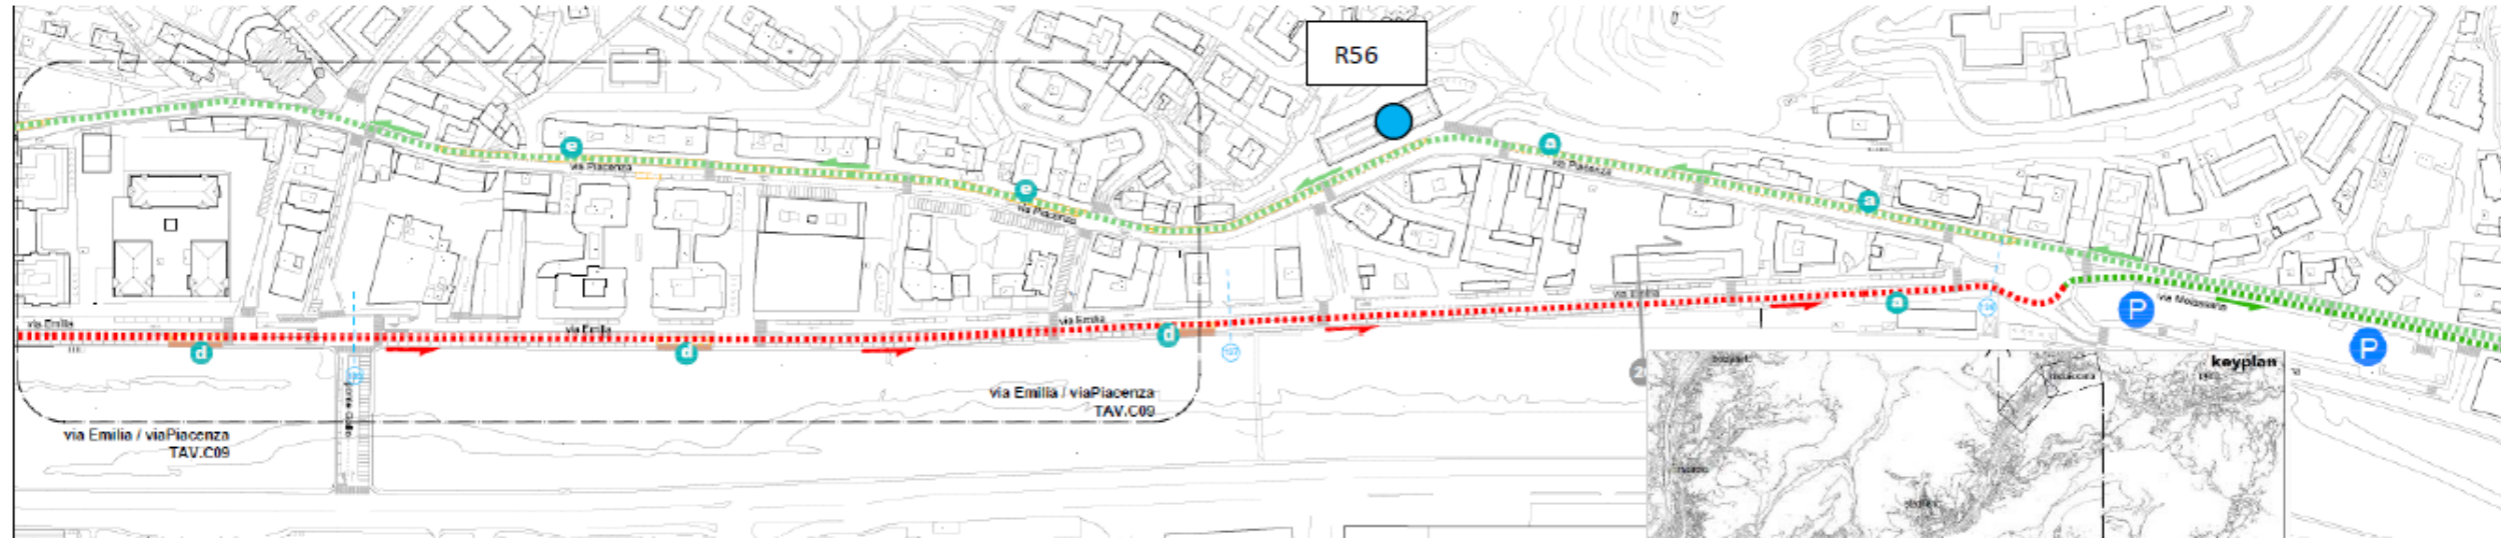 R56
e
via Piacenza
e
via Piacenza
a
via Piacenza
a
via Emilia
d
via Emilia
d
via Emilia
d
via Emilia
a
P
via Molassana
P
via Emilia / viaPiacenza
TAV.C09
via Emilia / viaPiacenza
TAV.C09
keyplan